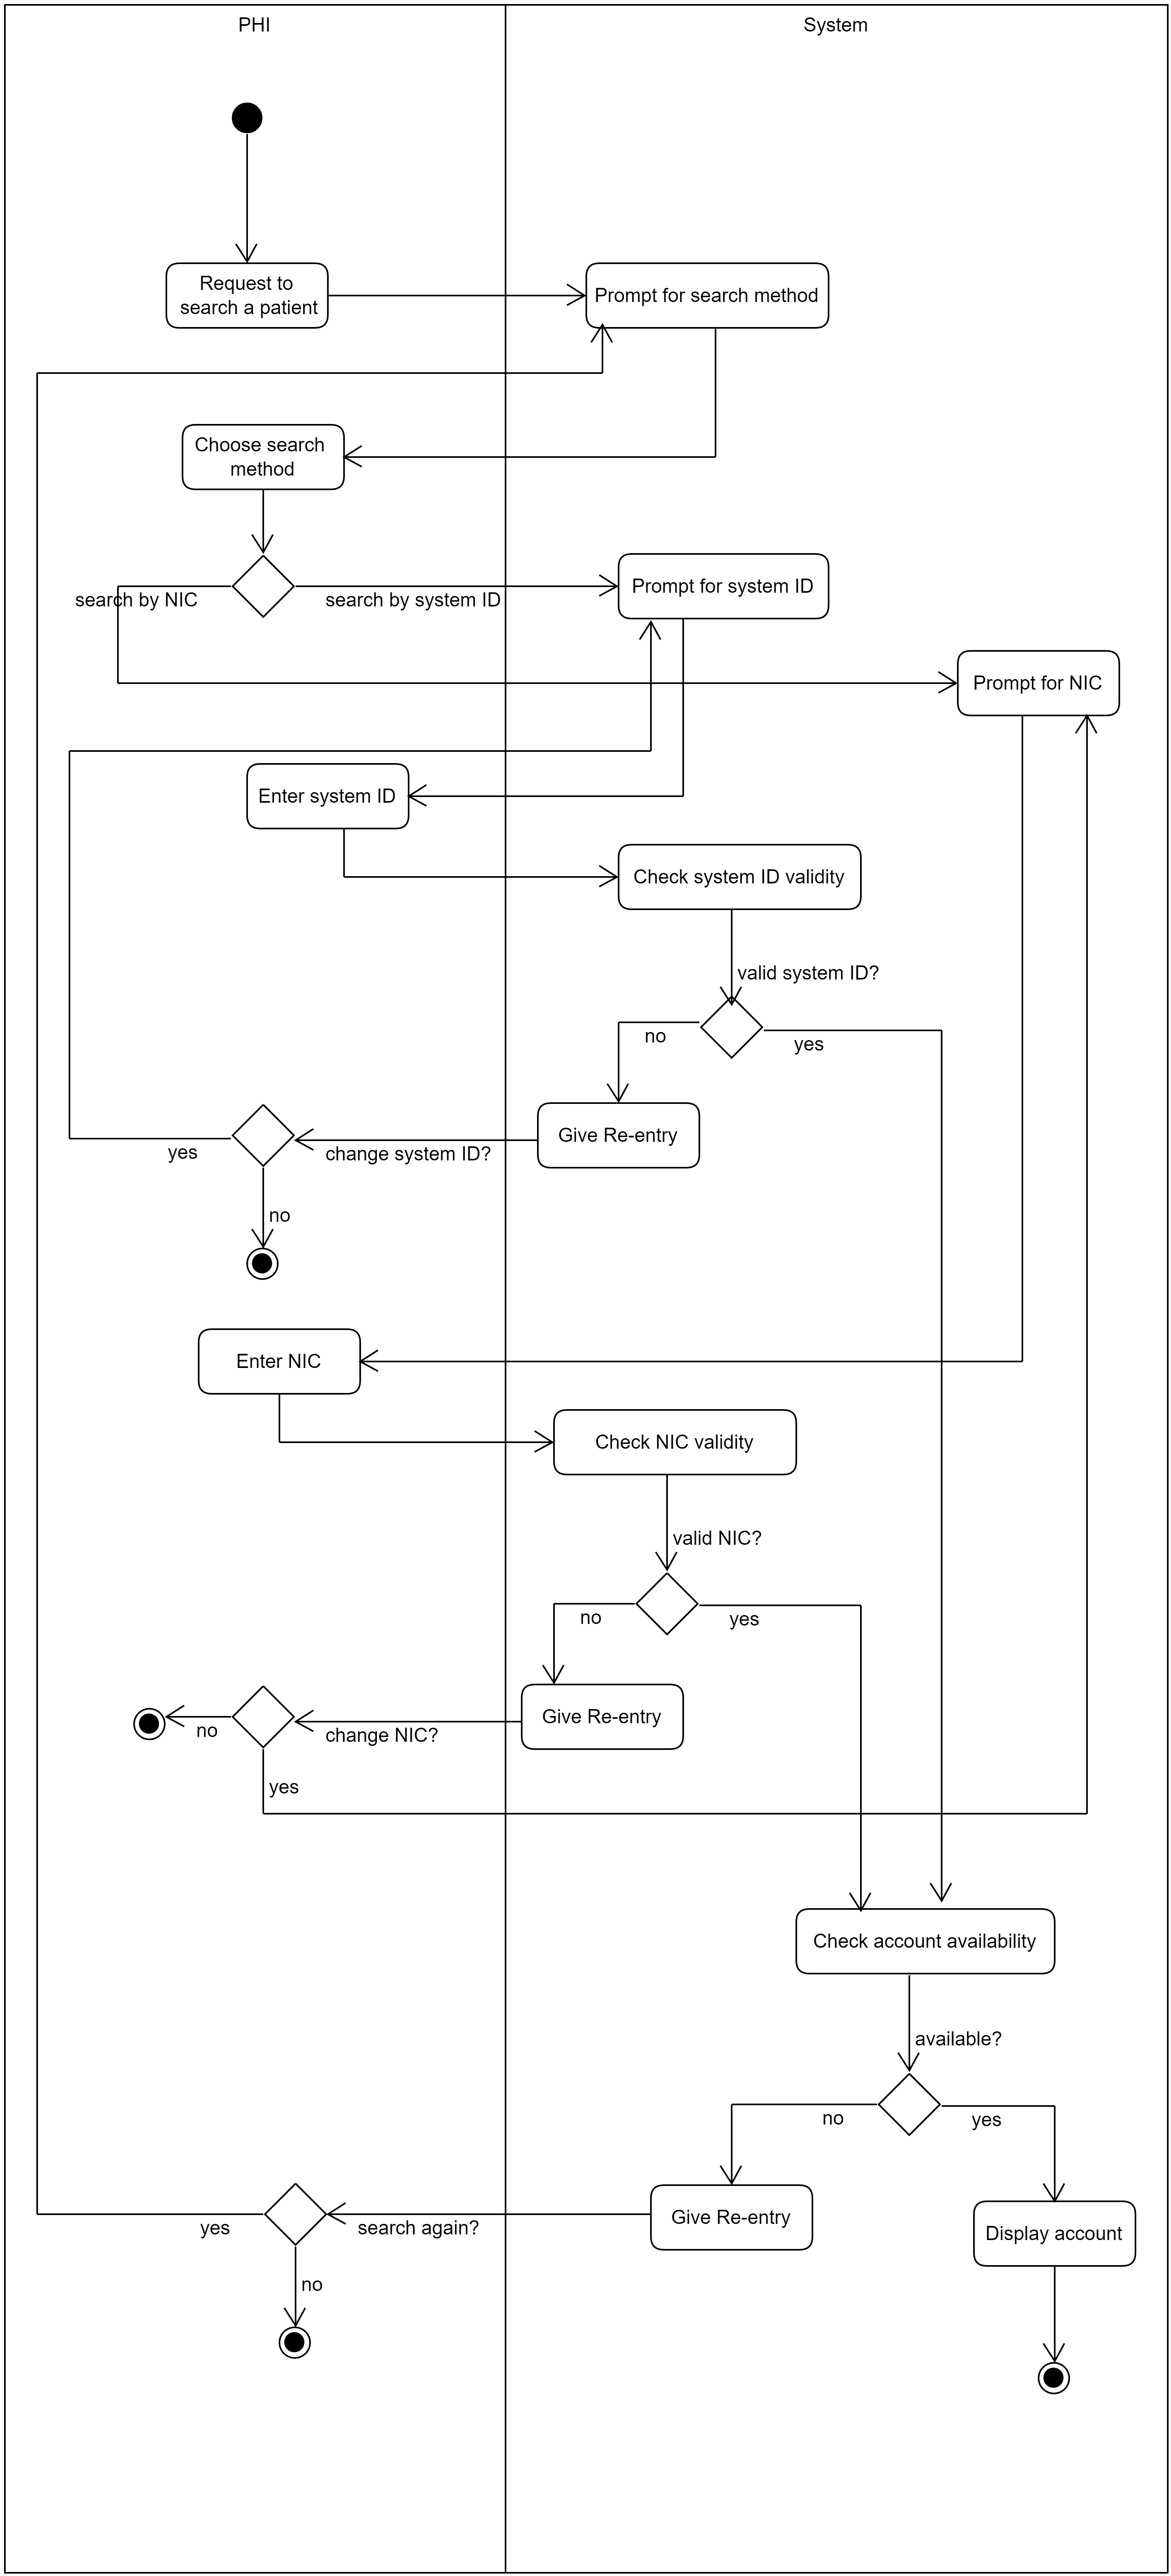 PHI
System
Request to
search a patient
Prompt for search method
Choose search
method
search by NIC
search by system ID
Prompt for system ID
Prompt for NIC
Enter system ID
Check system ID validity
valid system ID?
no
yes
Give Re-entry
change system ID?
yes
no
Enter NIC
Check NIC validity
valid NIC?
no
yes
Give Re-entry
change NIC?
no
yes
Check account availability
available?
no
yes
Give Re-entry
search again?
yes
Display account
no